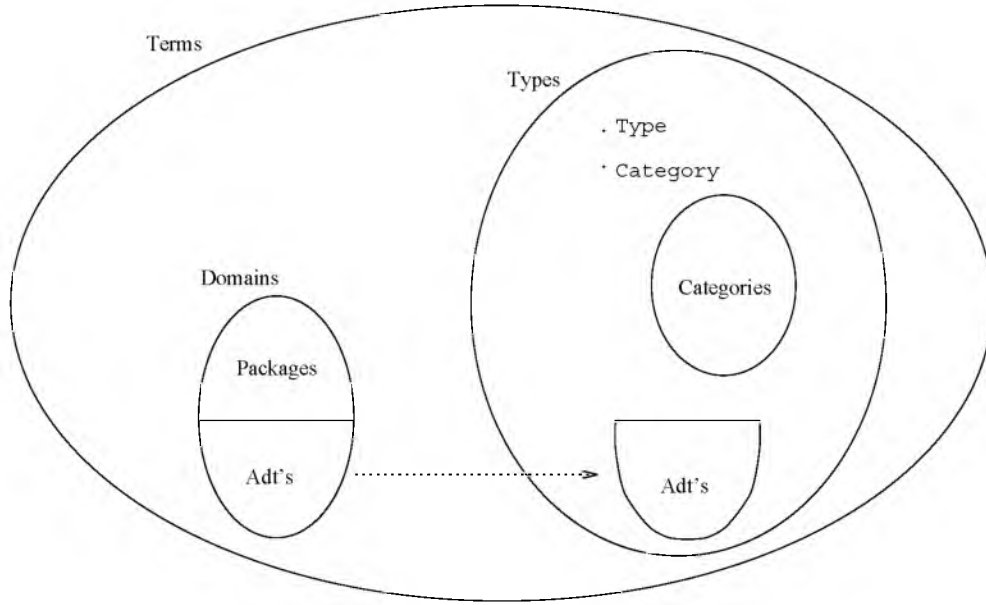 Terms
Types
Type
Category
Domains
Categories
Packages
Adt's
Adt's